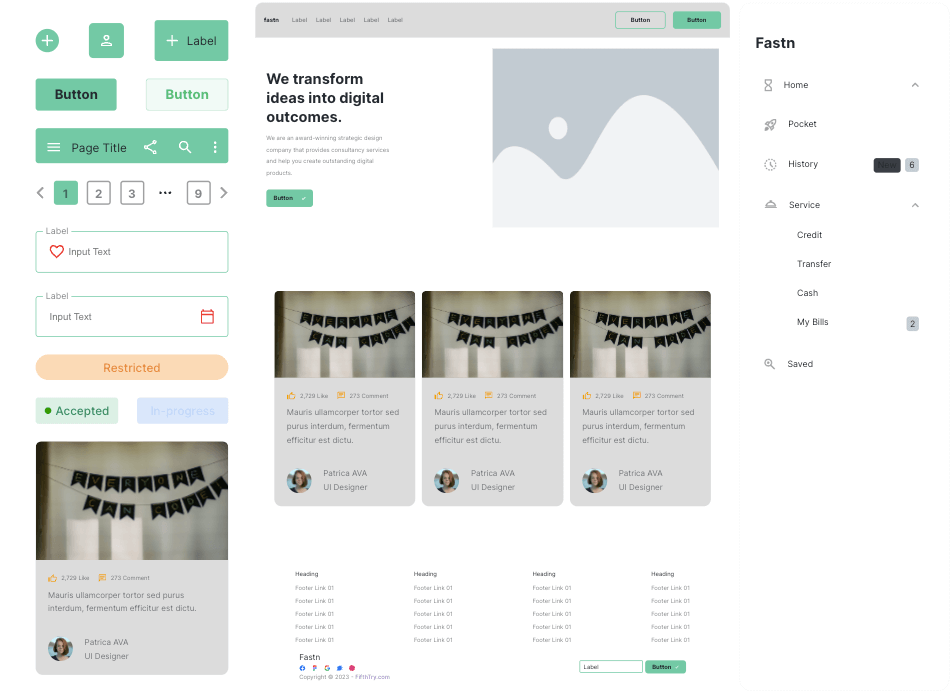 Label
Button
Button
Page Title
1
2
3
•••
9
Label
Input Text
Label
Input Text
Restricted
Accepted
In-progress
EVERYONE
CAN CODE
2,729 Like
273 Comment
Mauris ullamcorper tortor sed purus
interdum, fermentum efficitur est dictu.
Patrica AVA
UI Designer
fastn
Label
Label
Label
Label
Label
Button
Button
We transform
ideas into digital
outcomes.
We are an award-winning strategic design
company that provides consultancy services
and help you create outstanding digital
products.
Button
2,729 Like
273 Comment
Mauris ullamcorper tortor sed
purus interdum, fermentum
efficitur est dictu.
Patrica AVA
UI Designer
2,729 Like
273 Comment
Mauris ullamcorper tortor sed
purus interdum, fermentum
efficitur est dictu.
Patrica AVA
UI Designer
2,729 Like
273 Comment
Mauris ullamcorper tortor sed
purus interdum, fermentum
efficitur est dictu.
Patrica AVA
UI Designer
Heading
Footer Link 01
Footer Link 01
Footer Link 01
Footer Link 01
Footer Link 01
Heading
Footer Link 01
Footer Link 01
Footer Link 01
Footer Link 01
Footer Link 01
Heading
Footer Link 01
Footer Link 01
Footer Link 01
Footer Link 01
Footer Link 01
Heading
Footer Link 01
Footer Link 01
Footer Link 01
Footer Link 01
Footer Link 01
Fastn
Copyright © 2023 - FifthTry.com
Label
Button
Fastn
Home
Pocket
History
6
Service
Credit
Transfer
Cash
My Bills
2
Saved